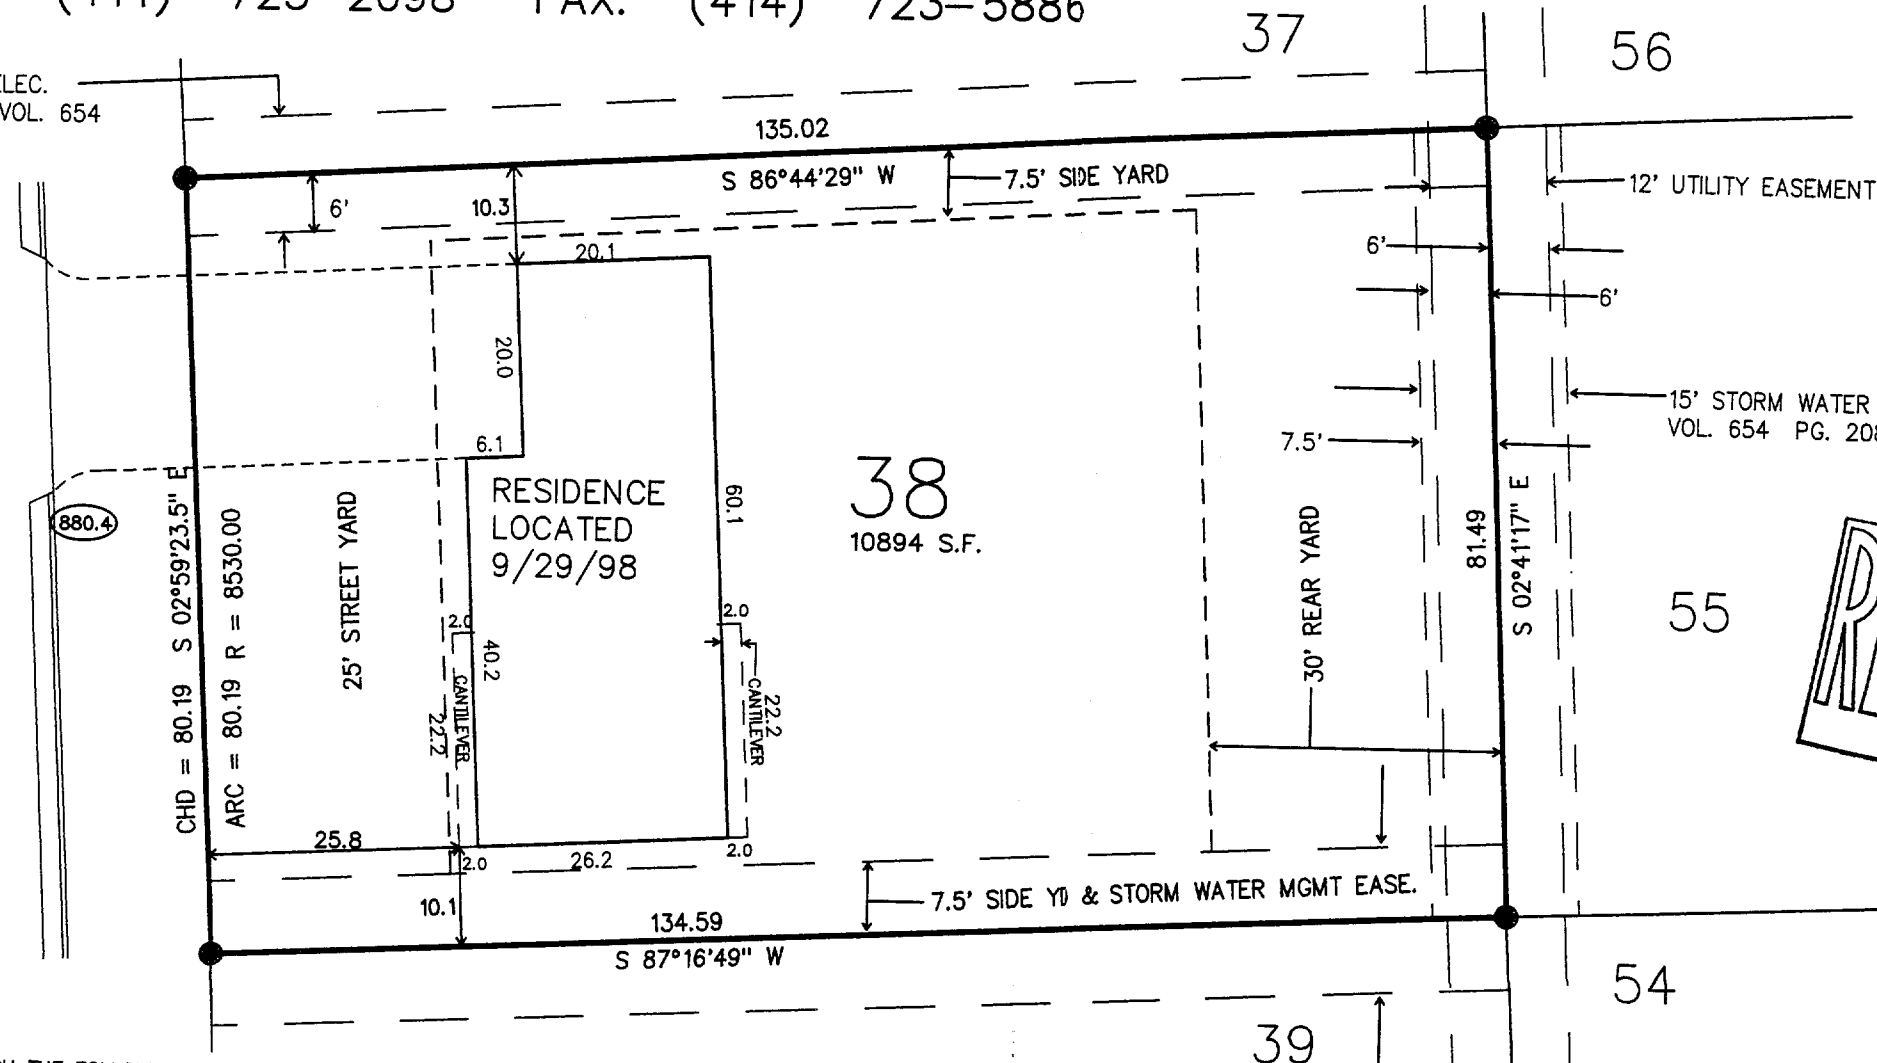 FAX. (414) 723-5886
37
56
ELEC.
VOL. 654
135.02
S 86°44'29" W
7.5' SIDE YARD
12' UTILITY EASEMENT
6'
10.3
20.1
6'
6'
20.0
6.1
15' STORM WATER
VOL. 654 PG. 208
7.5'
RESIDENCE
LOCATED
9/29/98
38
10894 S.F.
880.4
CHD = 80.19 S 02°59'23.5" E
ARC = 80.19 R = 8530.00
25' STREET YARD
60.1
30' REAR YARD
81.49
S 02°41'17" E
55
2.0
2.0
40.2
CANTILEVER
22.2
CANTILEVER
22.2
25.8
2.0
26.2
2.0
10.1
7.5' SIDE YD & STORM WATER MGMT EASE.
134.59
S 87°16'49" W
54
39